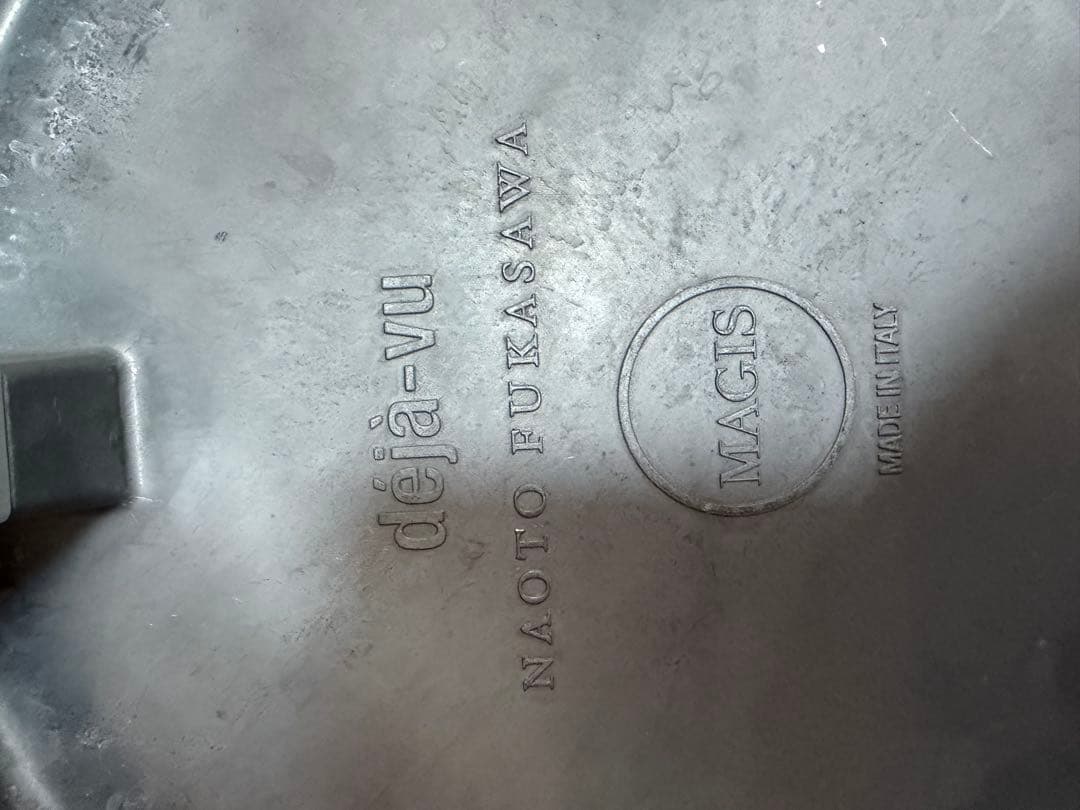 déjà-vu
NAOTO FUKASAWA
MAGIS
MADE IN ITALY